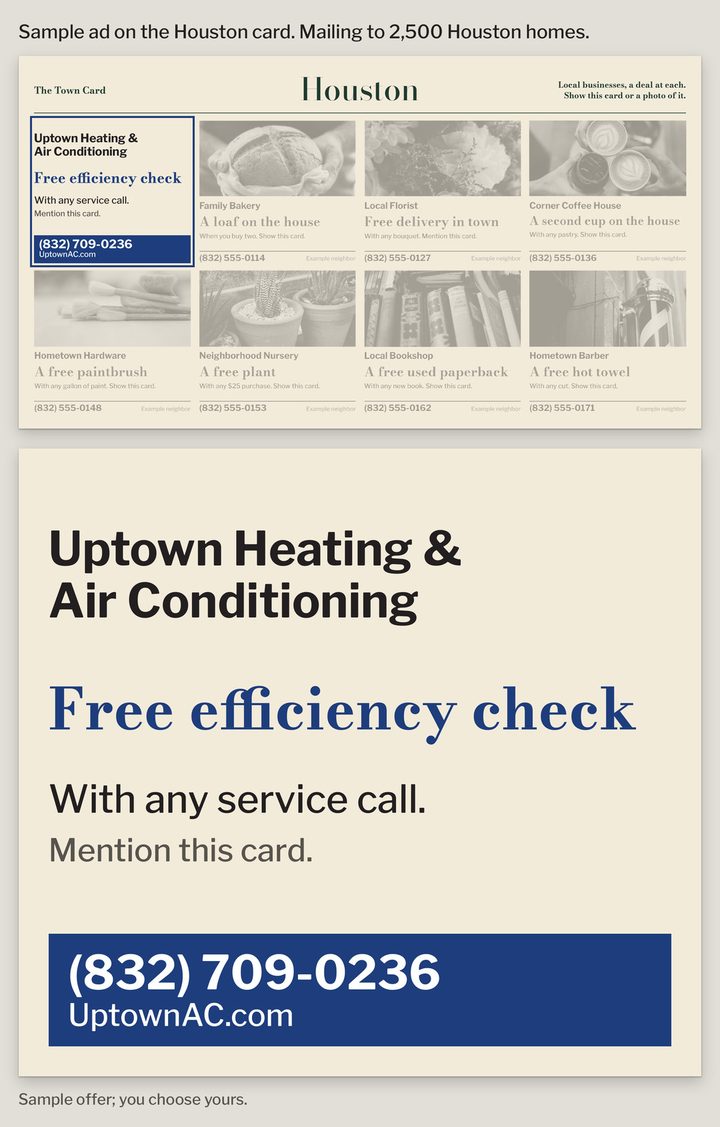 Sample ad on the Houston card. Mailing to 2,500 Houston homes.
The Town Card
Houston
Local businesses, a deal at each.
Show this card or a photo of it.
Uptown Heating &
Air Conditioning
Free efficiency check
With any service call.
Mention this card.
(832) 709-0236
UptownAC.com
Family Bakery
A loaf on the house
When you buy two. Show this card.
(832) 555-0114
Example neighbor
Local Florist
Free delivery in town
With any bouquet. Mention this card.
(832) 555-0127
Example neighbor
Corner Coffee House
A second cup on the house
With any pastry. Show this card.
(832) 555-0136
Example neighbor
Hometown Hardware
A free paintbrush
With any gallon of paint. Show this card.
(832) 555-0148
Example neighbor
Neighborhood Nursery
A free plant
With any $25 purchase. Show this card.
(832) 555-0153
Example neighbor
Local Bookshop
A free used paperback
With any new book. Show this card.
(832) 555-0162
Example neighbor
Hometown Barber
A free hot towel
With any cut. Show this card.
(832) 555-0171
Example neighbor
Uptown Heating &
Air Conditioning
Free efficiency check
With any service call.
Mention this card.
(832) 709-0236
UptownAC.com
Sample offer; you choose yours.